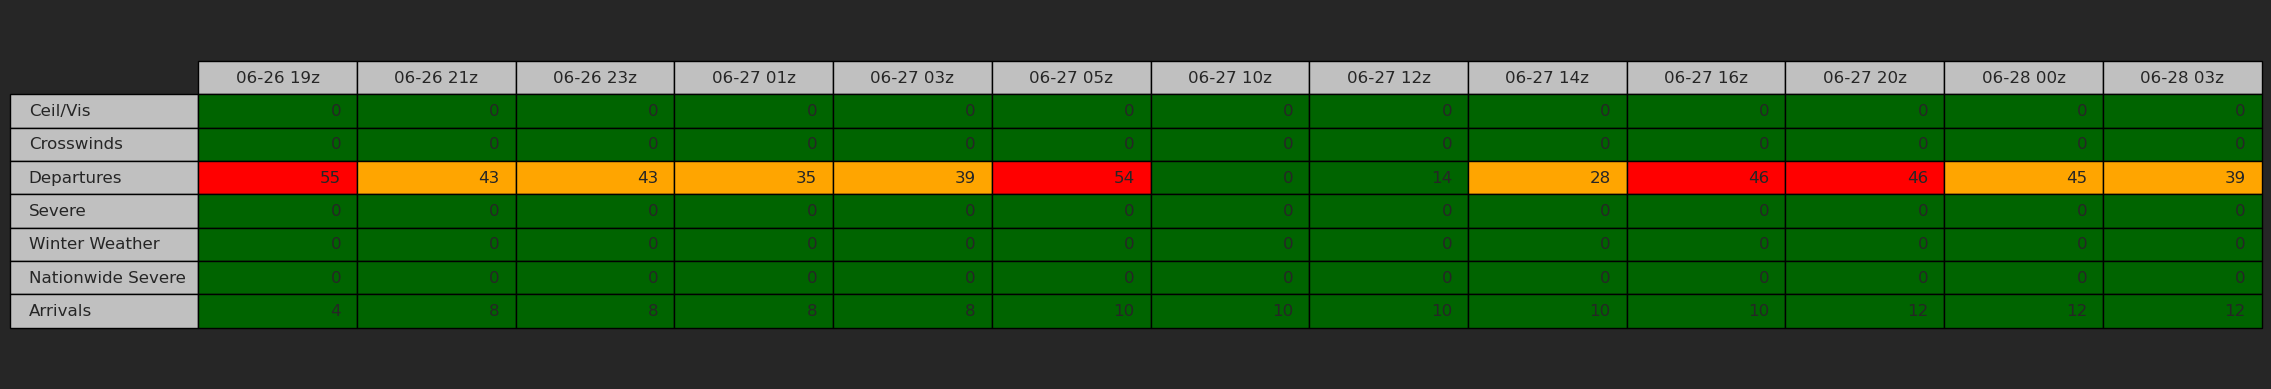 06-26 19z 06-26 21z 06-26 23z 06-27 01z 06-27 03z 06-27 05z 06-27 10z 06-27 12z 06-27 14z 06-27 16z 06-27 20z 06-28 00z 06-28 03z
Ceil/Vis 0 0 0 0 0 0 0 0 0 0 0 0 0
Crosswinds 0 0 0 0 0 0 0 0 0 0 0 0 0
Departures 55 43 43 35 39 54 0 14 28 46 46 45 39
Severe 0 0 0 0 0 0 0 0 0 0 0 0 0
Winter Weather 0 0 0 0 0 0 0 0 0 0 0 0 0
Nationwide Severe 0 0 0 0 0 0 0 0 0 0 0 0 0
Arrivals 4 8 8 8 8 10 10 10 10 10 12 12 12